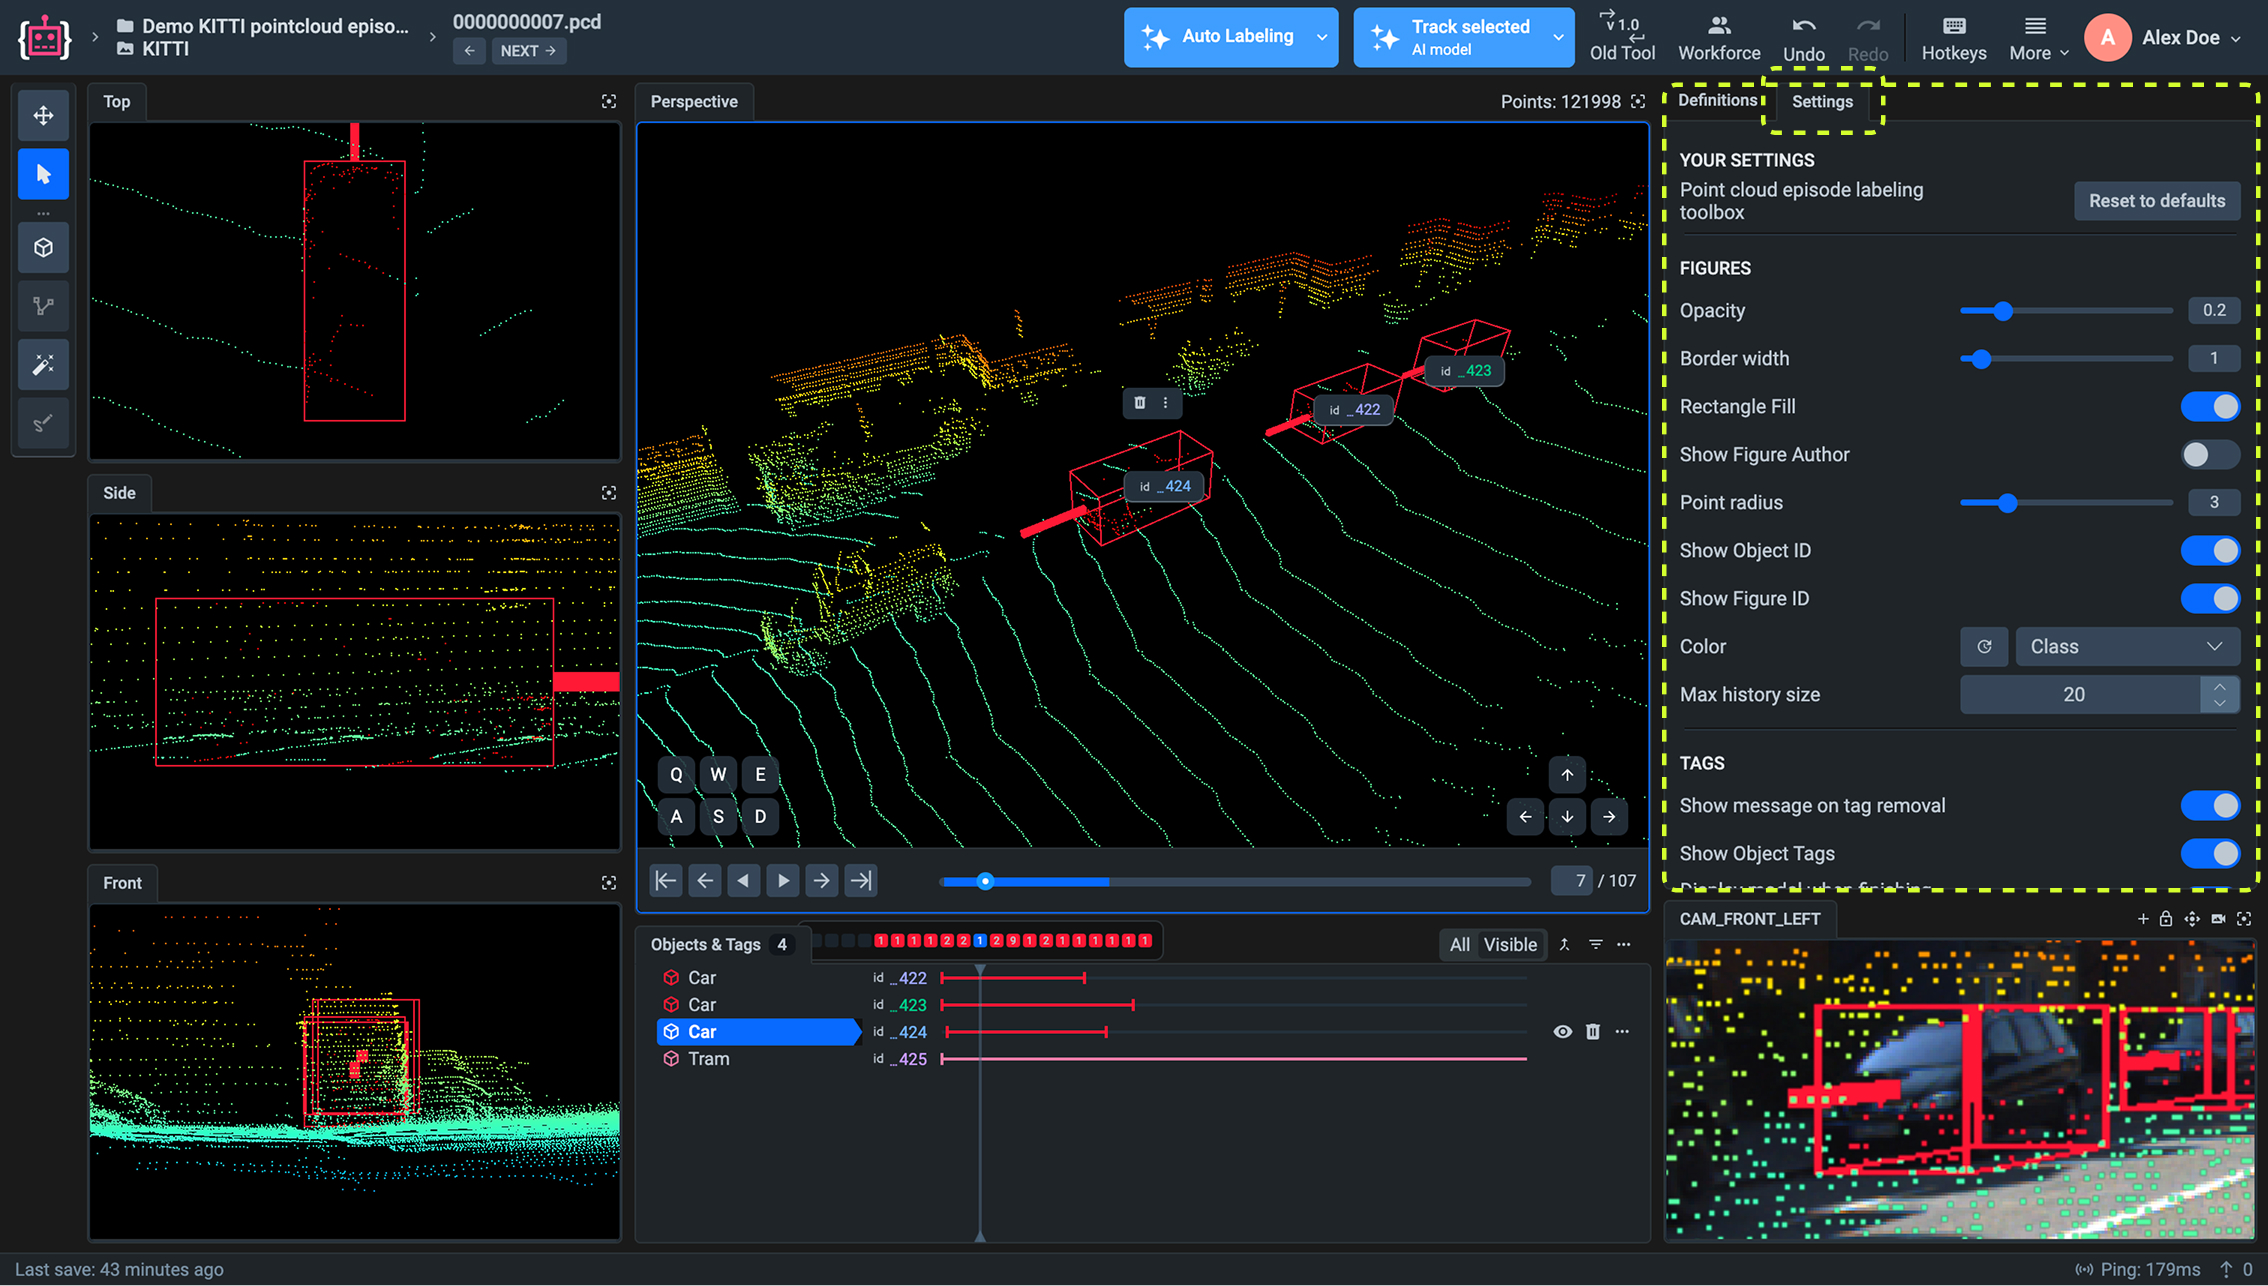 Demo KITTI pointcloud episo...
KITTI
0000000007.pcd
NEXT
Auto Labeling
Track selected
AI model
v 1.0
Old Tool
Workforce
Undo
Redo
Hotkeys
More
A
Alex Doe
Top
Perspective
Points: 121998
Definitions
Settings
YOUR SETTINGS
Point cloud episode labeling
toolbox
Reset to defaults
FIGURES
Opacity
0.2
Border width
1
Rectangle Fill
Show Figure Author
Point radius
3
Show Object ID
Show Figure ID
Color
Class
Max history size
20
TAGS
Show message on tag removal
Show Object Tags
id _423
id _422
id _424
Side
Q W E
A S D
7 / 107
Front
Objects & Tags 4
1 1 1 1 2 2 1 2 9 1 2 1 1 1 1 1 1
All Visible
Car id _422
Car id _423
Car id _424
Tram id _425
CAM_FRONT_LEFT
Last save: 43 minutes ago
Ping: 179ms
0